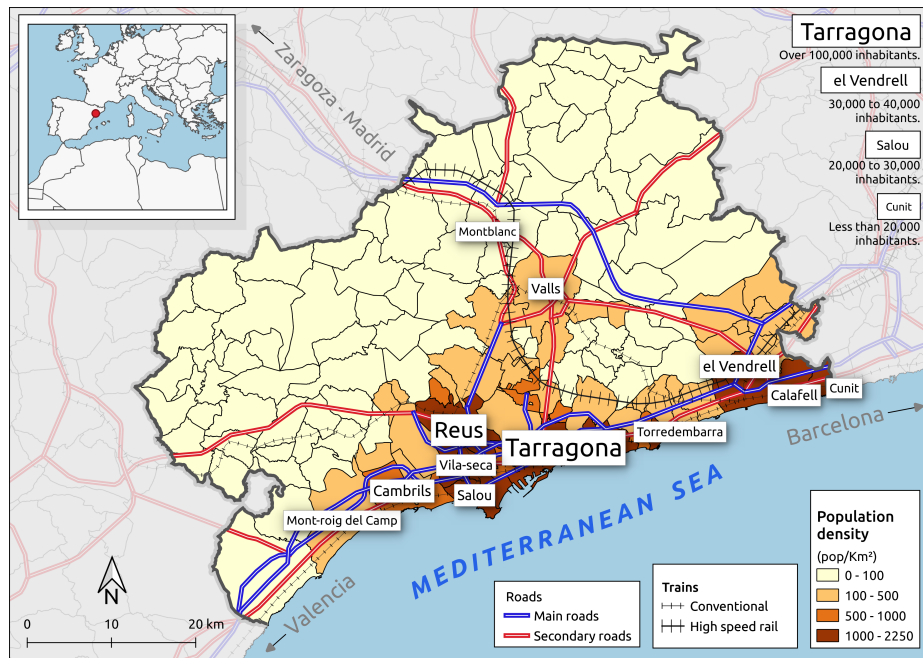 Tarragona
Over 100,000 inhabitants.
el Vendrell
30,000 to 40,000
inhabitants.
Salou
20,000 to 30,000
inhabitants.
Cunit
Less than 20,000
inhabitants.
Zaragoza - Madrid
Montblanc
Valls
el Vendrell
Calafell
Cunit
Barcelona
Torredembarra
Reus
Tarragona
Vila-seca
Cambrils
Salou
Mont-roig del Camp
MEDITERRANEAN SEA
Valencia
N
0 10 20 km
Roads
Main roads
Secondary roads
Trains
Conventional
High speed rail
Population
density
(pop/Km²)
0 - 100
100 - 500
500 - 1000
1000 - 2250